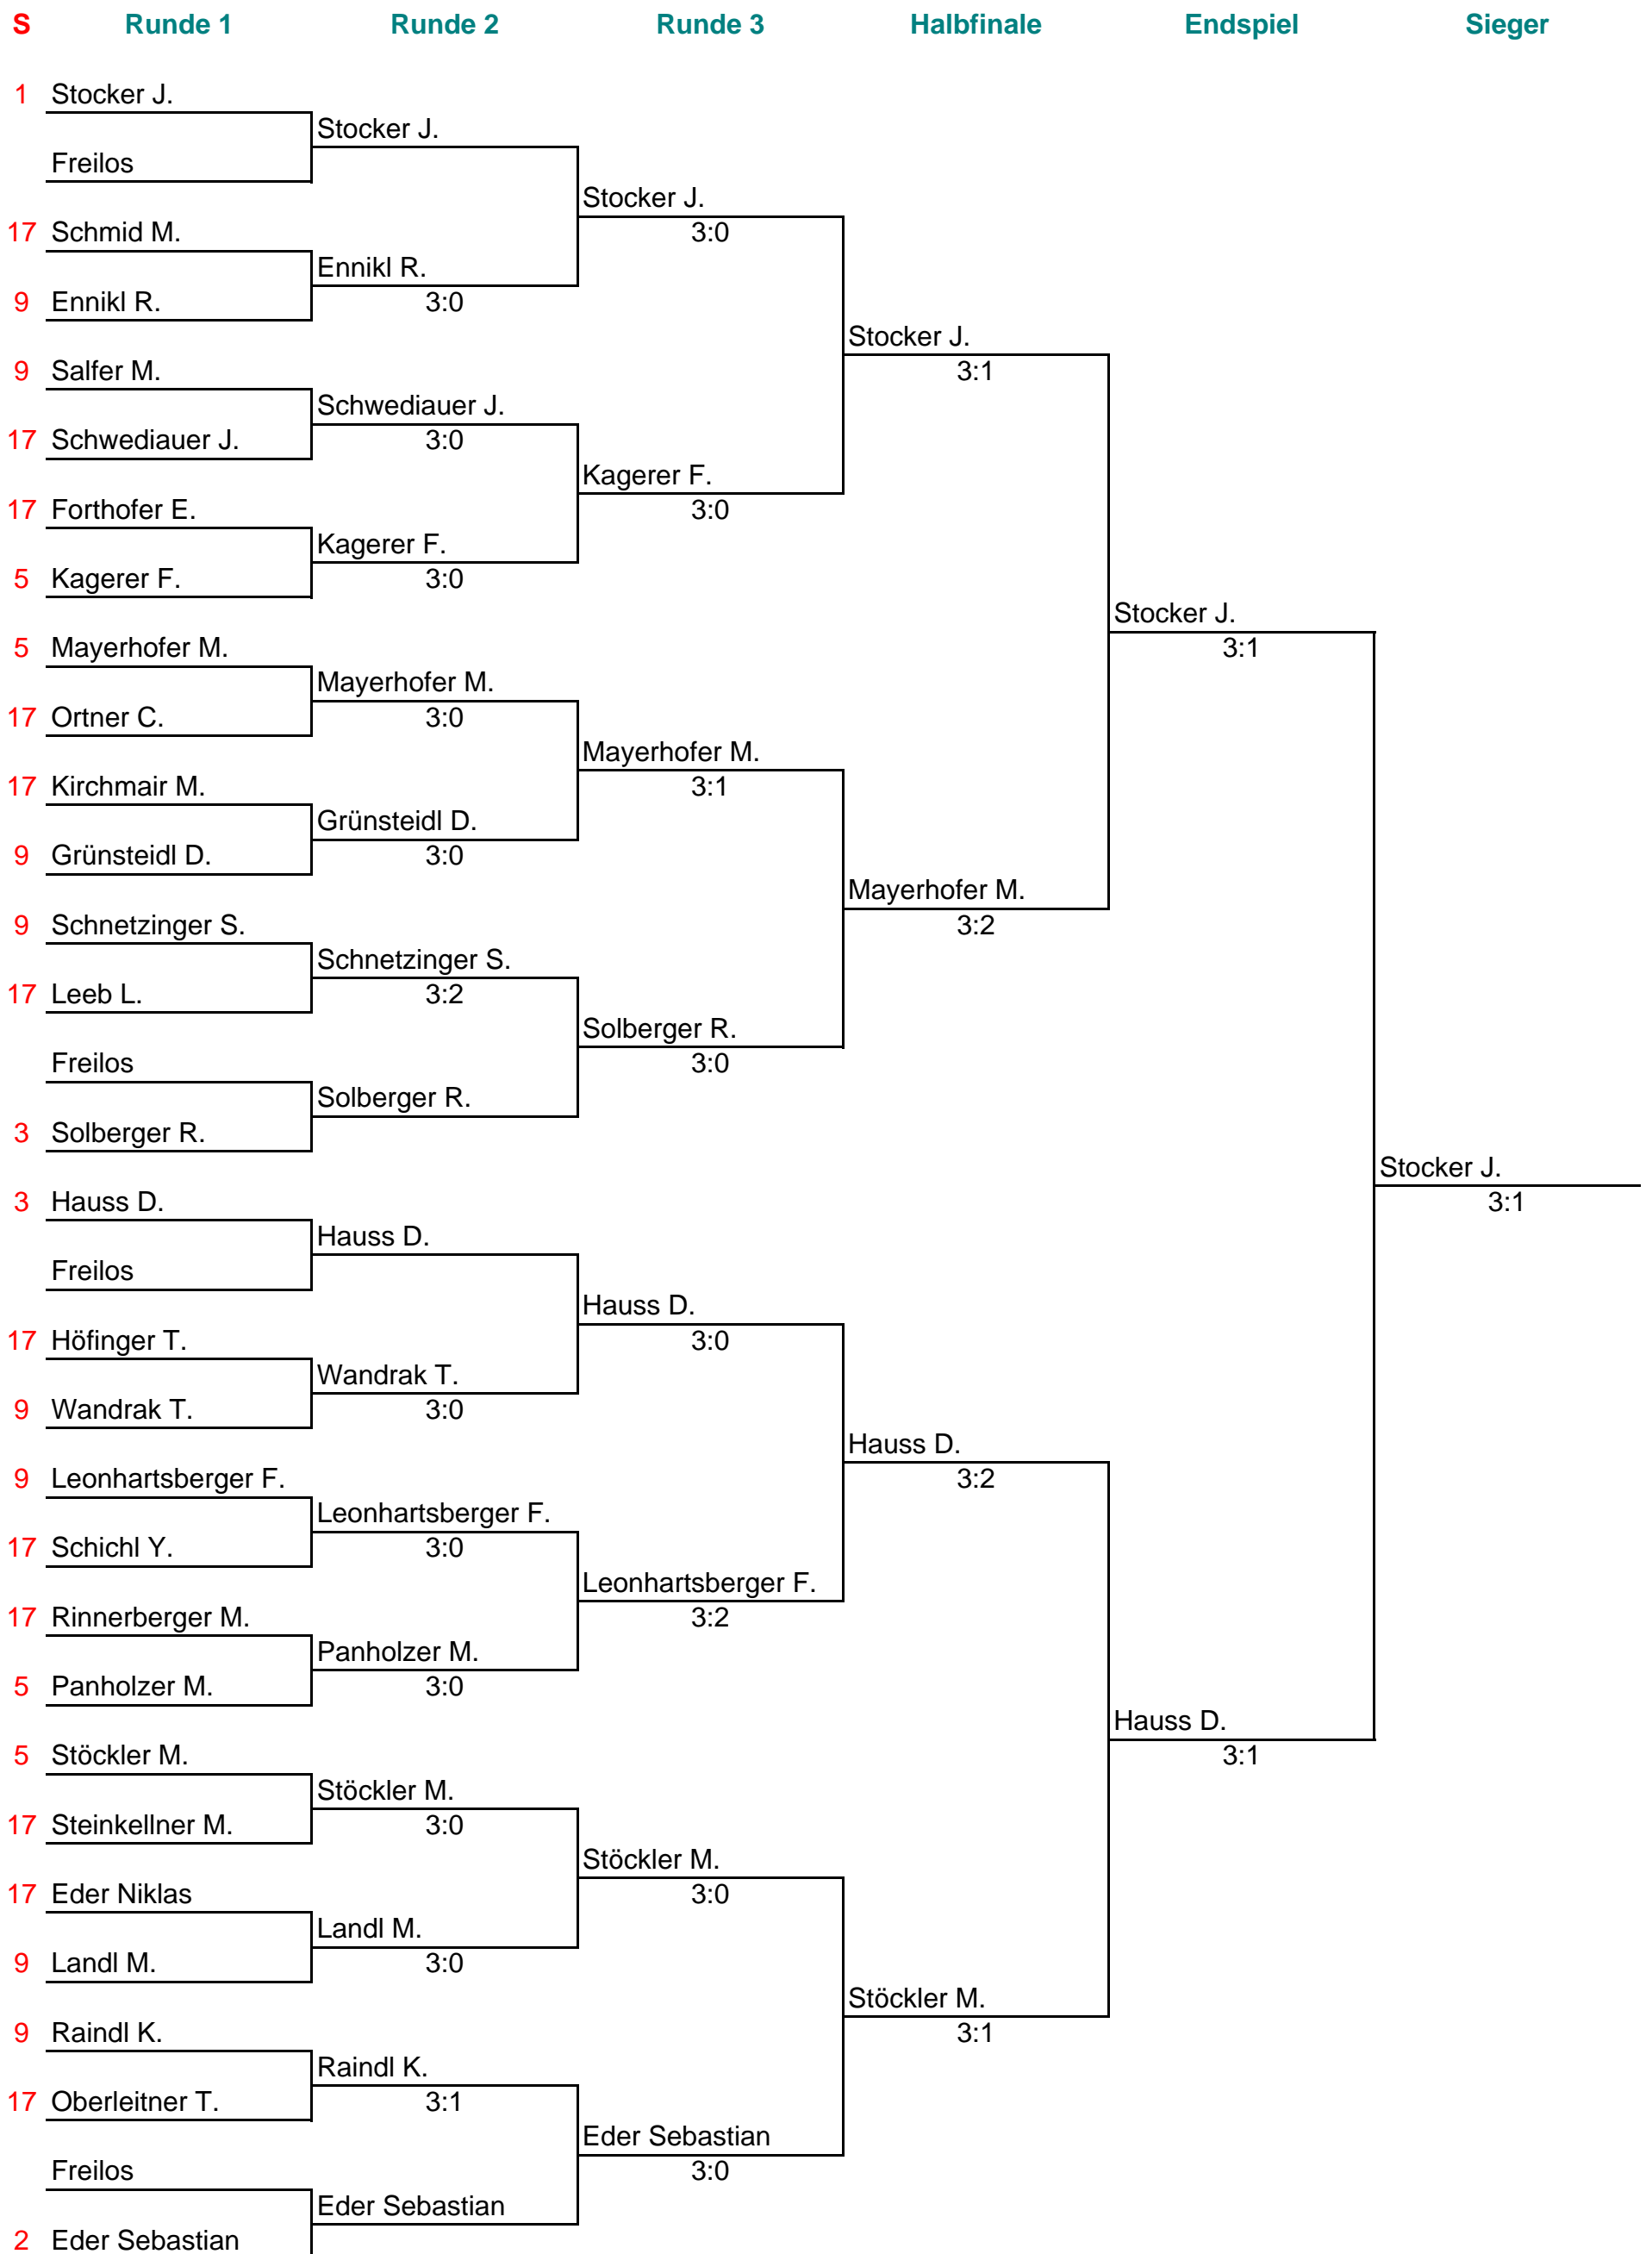 S Runde 1 Runde 2 Runde 3 Halbfinale Endspiel Sieger
1 Stocker J.
Stocker J.
Freilos
Stocker J.
17 Schmid M. 3:0
Ennikl R.
9 Ennikl R. 3:0
Stocker J.
9 Salfer M. 3:1
Schwediauer J.
17 Schwediauer J. 3:0
Kagerer F.
17 Forthofer E. 3:0
Kagerer F.
5 Kagerer F. 3:0
Stocker J.
5 Mayerhofer M. 3:1
Mayerhofer M.
17 Ortner C. 3:0
Mayerhofer M.
17 Kirchmair M. 3:1
Grünsteidl D.
9 Grünsteidl D. 3:0
Mayerhofer M.
9 Schnetzinger S. 3:2
Schnetzinger S.
17 Leeb L. 3:2
Solberger R.
Freilos 3:0
Solberger R.
3 Solberger R.
Stocker J.
3 Hauss D. 3:1
Hauss D.
Freilos
Hauss D.
17 Höfinger T. 3:0
Wandrak T.
9 Wandrak T. 3:0
Hauss D.
9 Leonhartsberger F. 3:2
Leonhartsberger F.
17 Schichl Y. 3:0
Leonhartsberger F.
17 Rinnerberger M. 3:2
Panholzer M.
5 Panholzer M. 3:0
Hauss D.
5 Stöckler M. 3:1
Stöckler M.
17 Steinkellner M. 3:0
Stöckler M.
17 Eder Niklas 3:0
Landl M.
9 Landl M. 3:0
Stöckler M.
9 Raindl K. 3:1
Raindl K.
17 Oberleitner T. 3:1
Eder Sebastian
Freilos 3:0
Eder Sebastian
2 Eder Sebastian